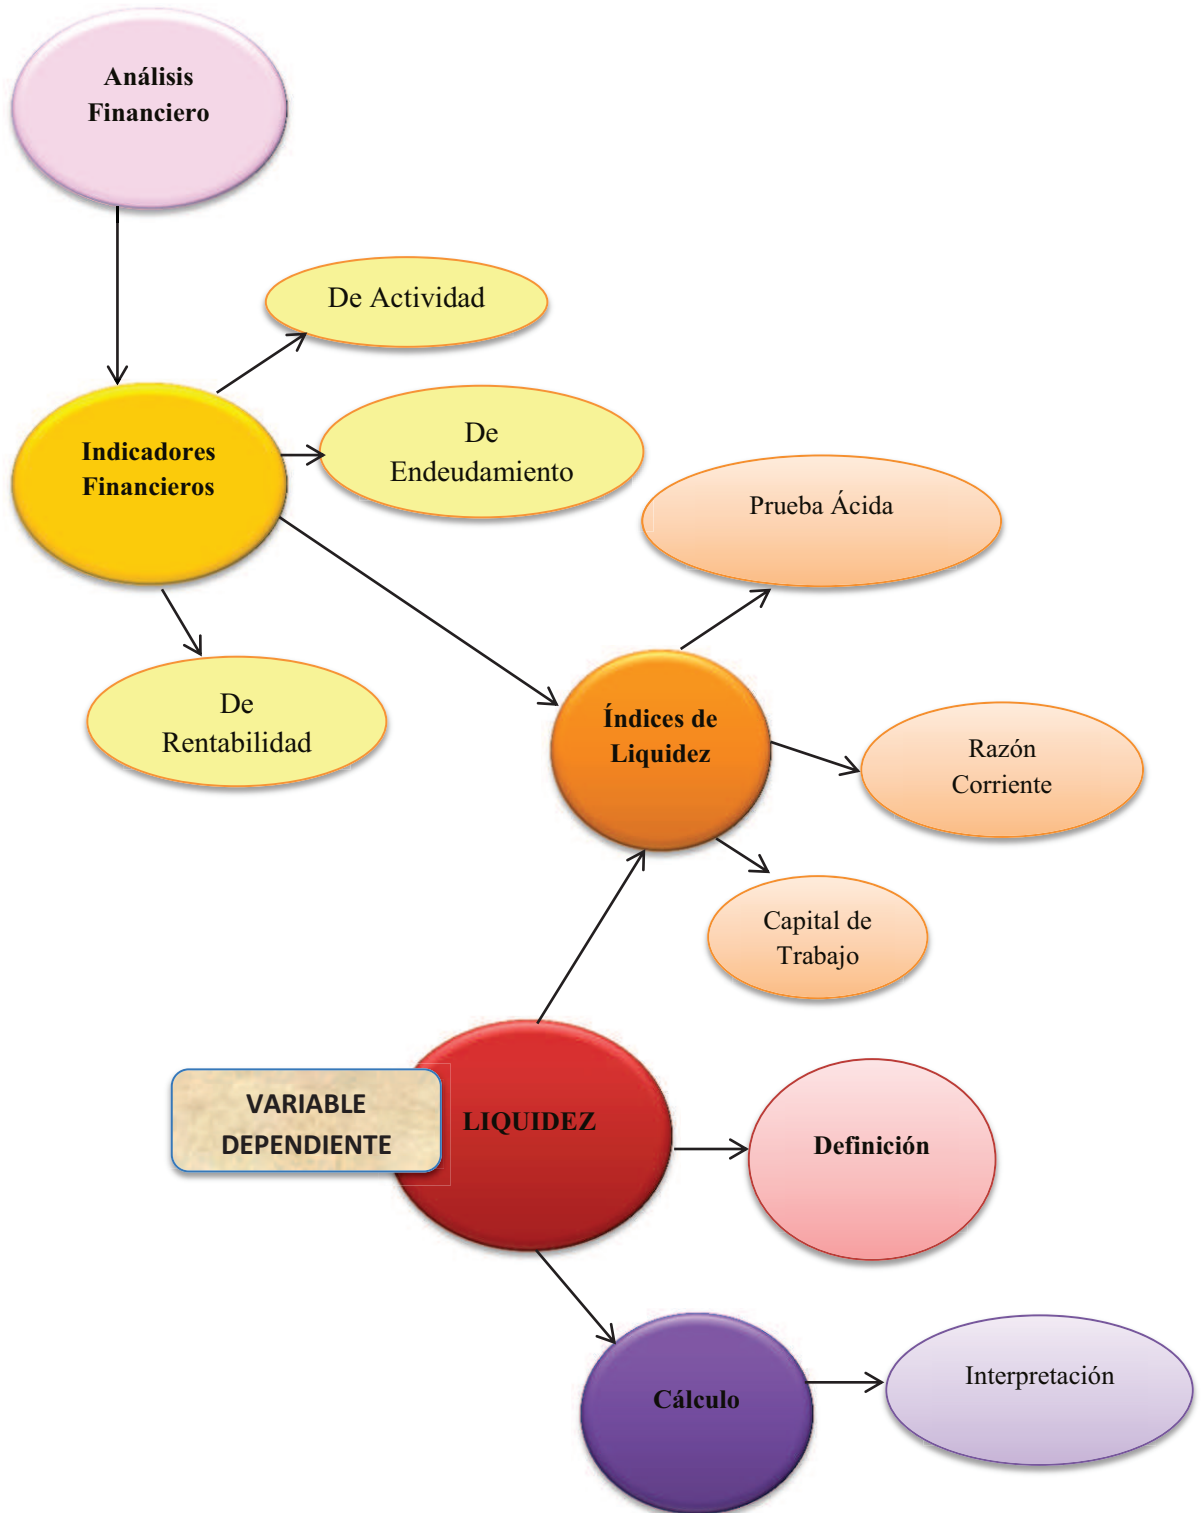 Análisis
Financiero
De Actividad
De
Endeudamiento
Indicadores
Financieros
Prueba Ácida
De
Rentabilidad
Índices de
Liquidez
Razón
Corriente
Capital de
Trabajo
VARIABLE
DEPENDIENTE
LIQUIDEZ
Definición
Cálculo
Interpretación